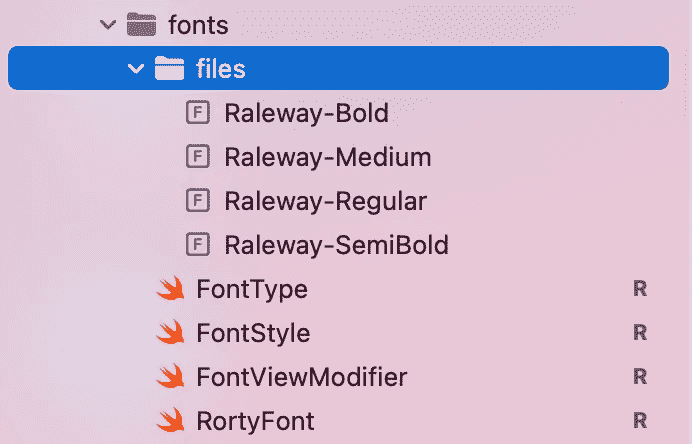 fonts
files
F Raleway-Bold
F Raleway-Medium
F Raleway-Regular
F Raleway-SemiBold
FontType R
FontStyle R
FontViewModifier R
RortyFont R